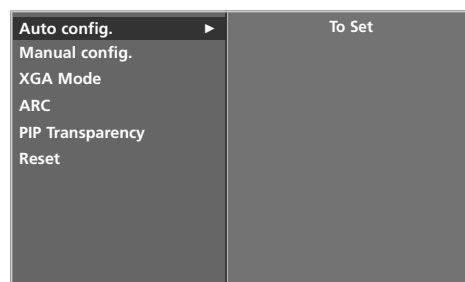 Auto config. ► To Set
Manual config.
XGA Mode
ARC
PIP Transparency
Reset